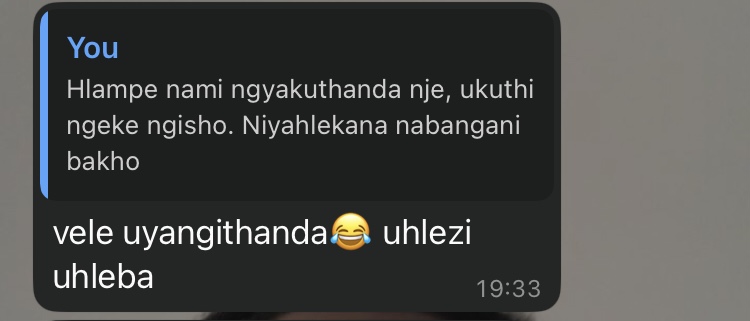 You
Hlampe nami ngyakuthanda nje, ukuthi
ngeke ngisho. Niyahlekana nabangani
bakho
vele uyangithanda😂 uhlezi
uhleba
19:33